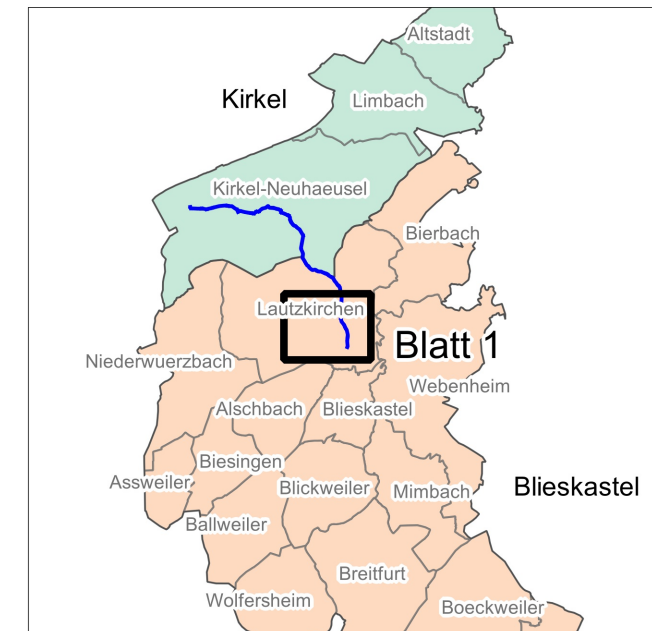 Altstadt
Kirkel
Limbach
Kirkel-Neuhaeusel
Bierbach
Lautzkirchen
Blatt 1
Niederwuerzbach
Webenheim
Alschbach
Blieskastel
Biesingen
Assweiler
Blickweiler
Mimbach
Blieskastel
Ballweiler
Breitfurt
Wolfersheim
Boeckweiler